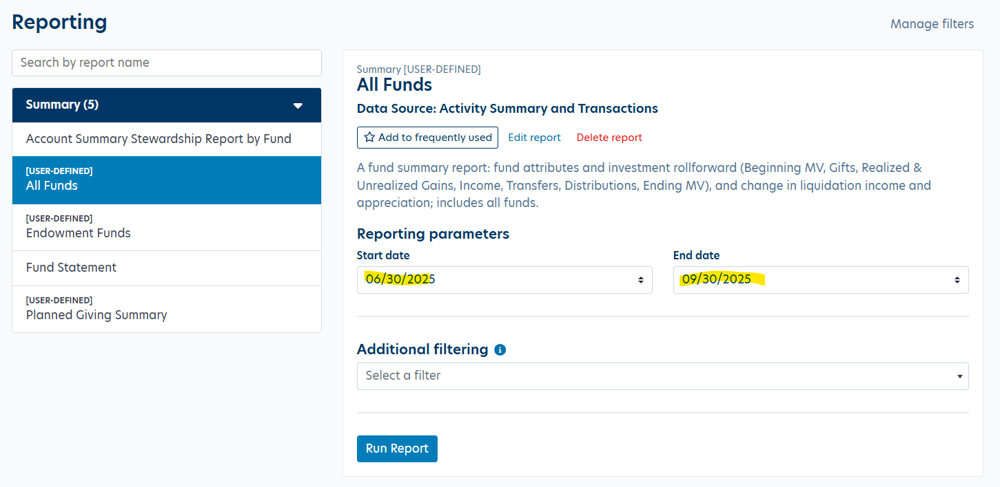 Reporting
Manage filters
Search by report name
Summary (5)
Account Summary Stewardship Report by Fund
[USER-DEFINED]
All Funds
[USER-DEFINED]
Endowment Funds
Fund Statement
[USER-DEFINED]
Planned Giving Summary
Summary [USER-DEFINED]
All Funds
Data Source: Activity Summary and Transactions
Add to frequently used Edit report Delete report
A fund summary report: fund attributes and investment rollforward (Beginning MV, Gifts, Realized &
Unrealized Gains, Income, Transfers, Distributions, Ending MV), and change in liquidation income and
appreciation; includes all funds.
Reporting parameters
Start date End date
06/30/2025 09/30/2025
Additional filtering
Select a filter
Run Report